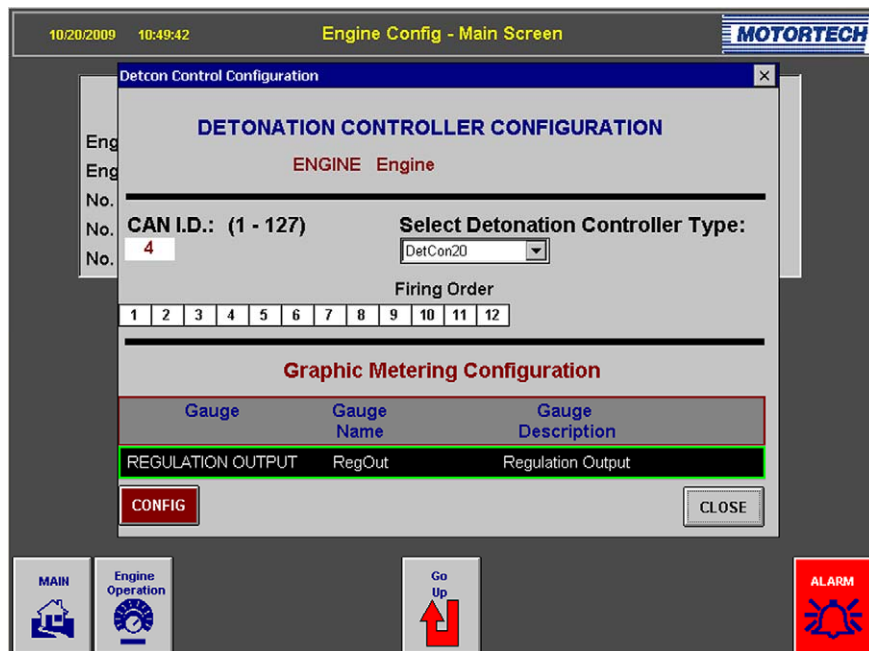 10/20/2009 10:49:42 Engine Config - Main Screen MOTORTECH
Detcon Control Configuration
DETONATION CONTROLLER CONFIGURATION
ENGINE Engine
Eng
Eng
No.
No.
No.
CAN I.D.: (1 - 127) Select Detonation Controller Type:
4 DetCon20
Firing Order
1 2 3 4 5 6 7 8 9 10 11 12
Graphic Metering Configuration
Gauge Gauge Gauge
Name Description
REGULATION OUTPUT RegOut Regulation Output
CONFIG CLOSE
MAIN Engine Go ALARM
Operation Up